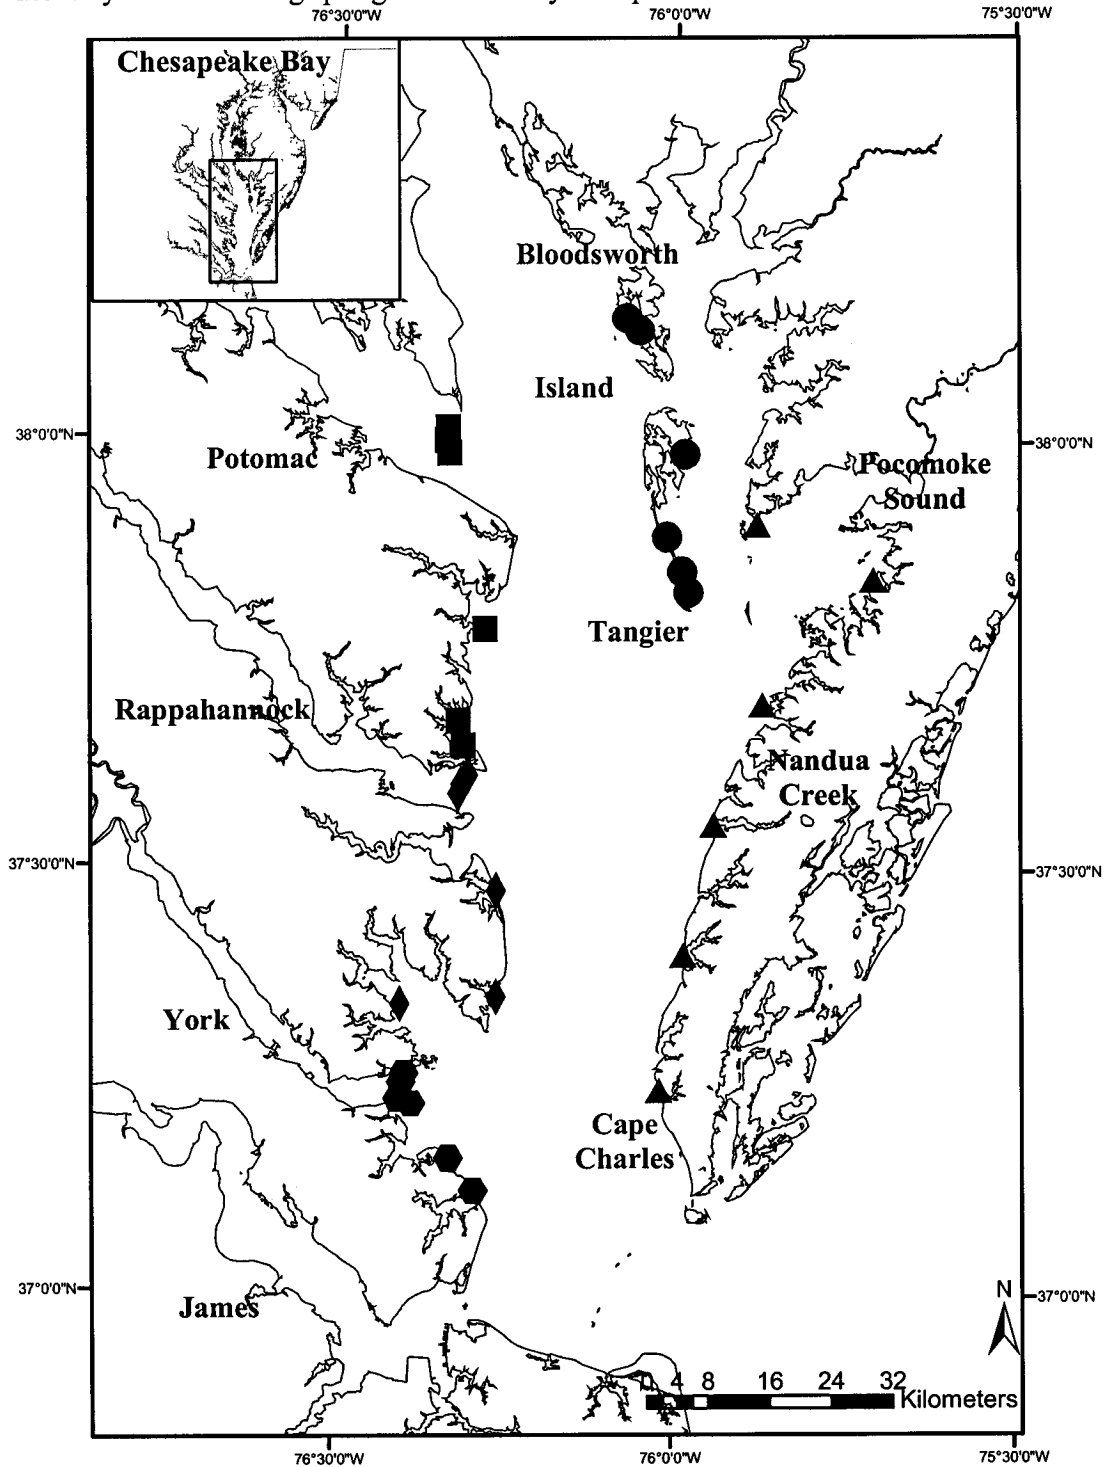 76°30'0"W 76°0'0"W 75°30'0"W
Chesapeake Bay
Bloodsworth
Island
38°0'0"N 38°0'0"N
Potomac
Pocomoke
Sound
Tangier
Rappahannock
Nandua
Creek
37°30'0"N 37°30'0"N
York
Cape
Charles
37°0'0"N 37°0'0"N
James
N
0 4 8 16 24 32
Kilometers
76°30'0"W 76°0'0"W 75°30'0"W